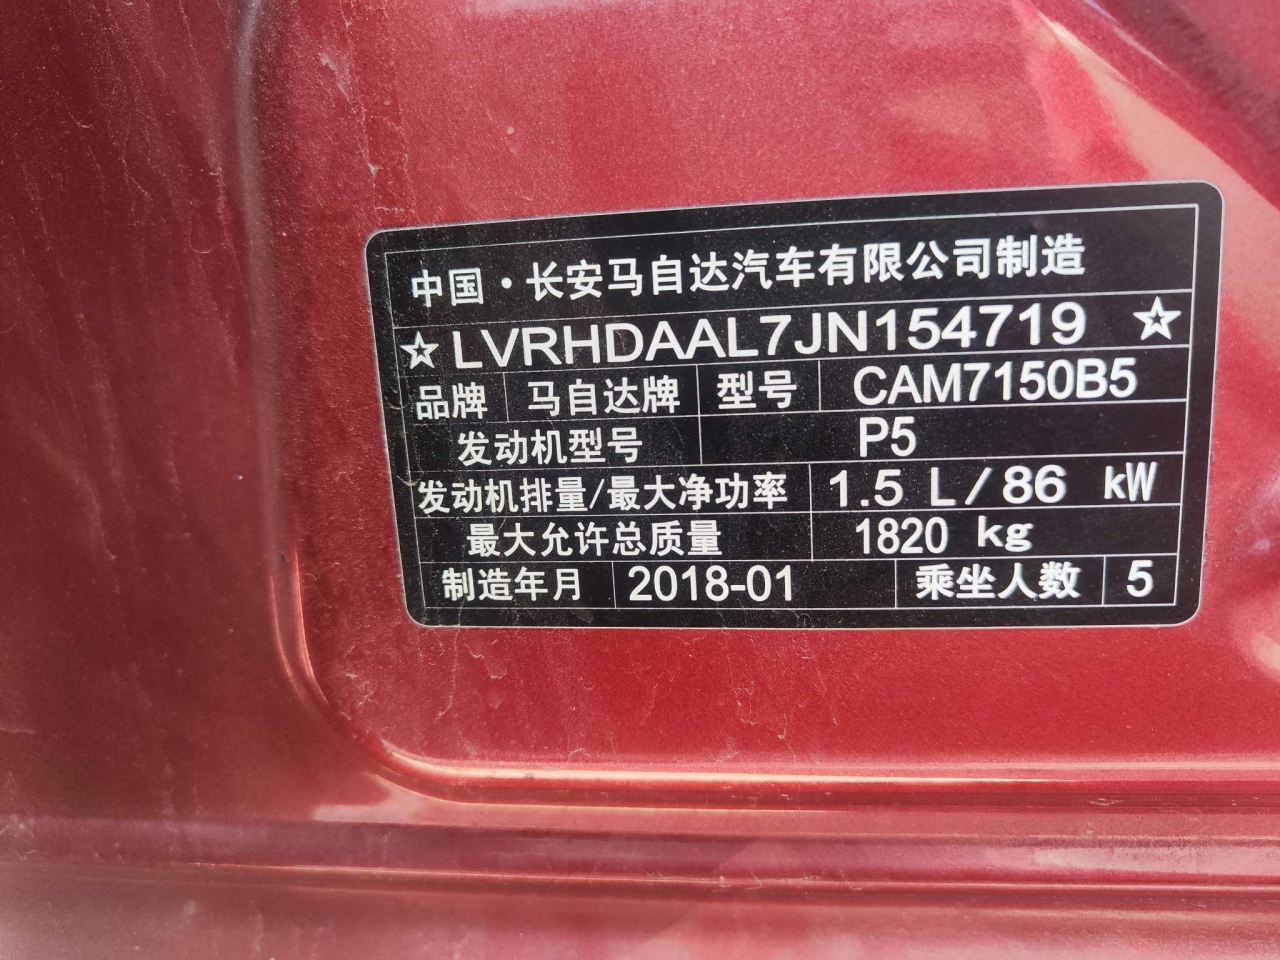 中国·长安马自达汽车有限公司制造
☆LVRHDAAL7JN154719☆
品牌 马自达牌 型号 CAM7150B5
发动机型号 P5
发动机排量/最大净功率 1.5 L/86 kW
最大允许总质量 1820 kg
制造年月 2018-01 乘坐人数 5